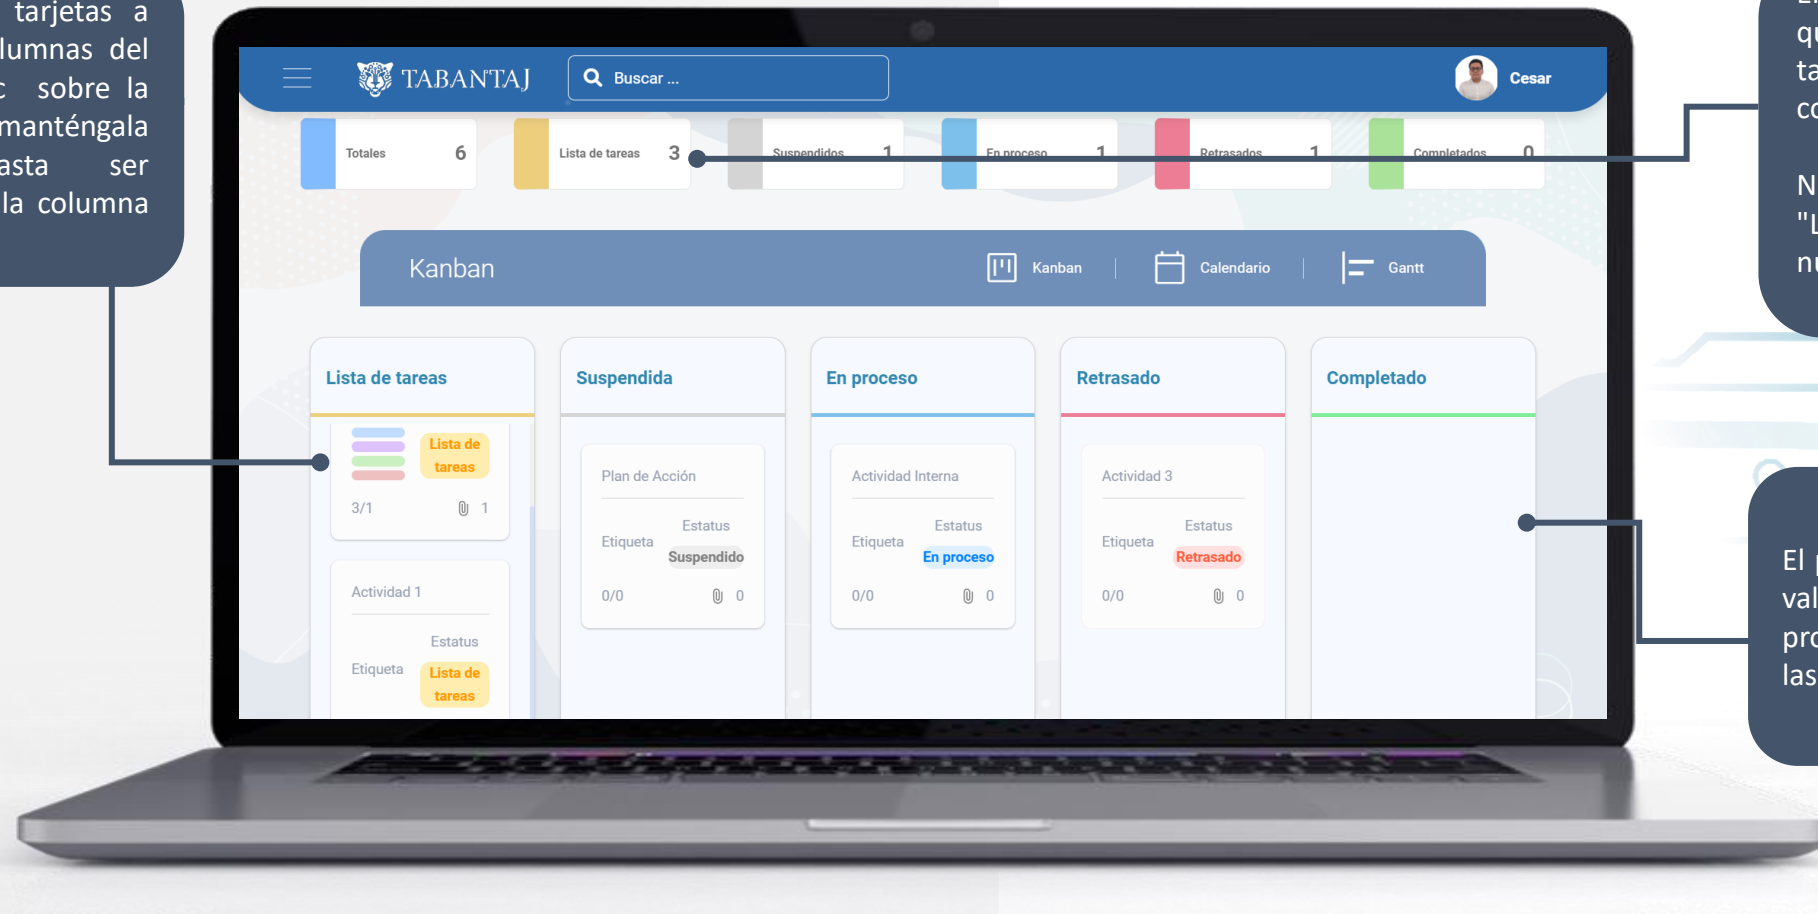 tarjetas a
del
sobre la
manténgala
ser
la columna
TABANTAJ
Buscar ...
Cesar
Totales 6
Lista de tareas 3
Suspendidos 1
En proceso 1
Retrasados 1
Completados 0
Kanban
Kanban
Calendario
Gantt
Lista de tareas
Suspendida
En proceso
Retrasado
Completado
Lista de
tareas
3/1 1
Actividad 1
Estatus
Etiqueta
Lista de
tareas
Plan de Acción
Estatus
Etiqueta
Suspendido
0/0 0
Actividad Interna
Estatus
Etiqueta
En proceso
0/0 0
Actividad 3
Estatus
Etiqueta
Retrasado
0/0 0
El
las